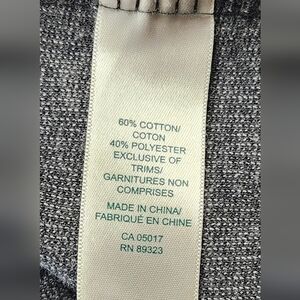 60% COTTON/
COTON
40% POLYESTER
EXCLUSIVE OF
TRIMS/
GARNITURES NON
COMPRISES
MADE IN CHINA/
FABRIQUÉ EN CHINE
CA 05017
RN 89323